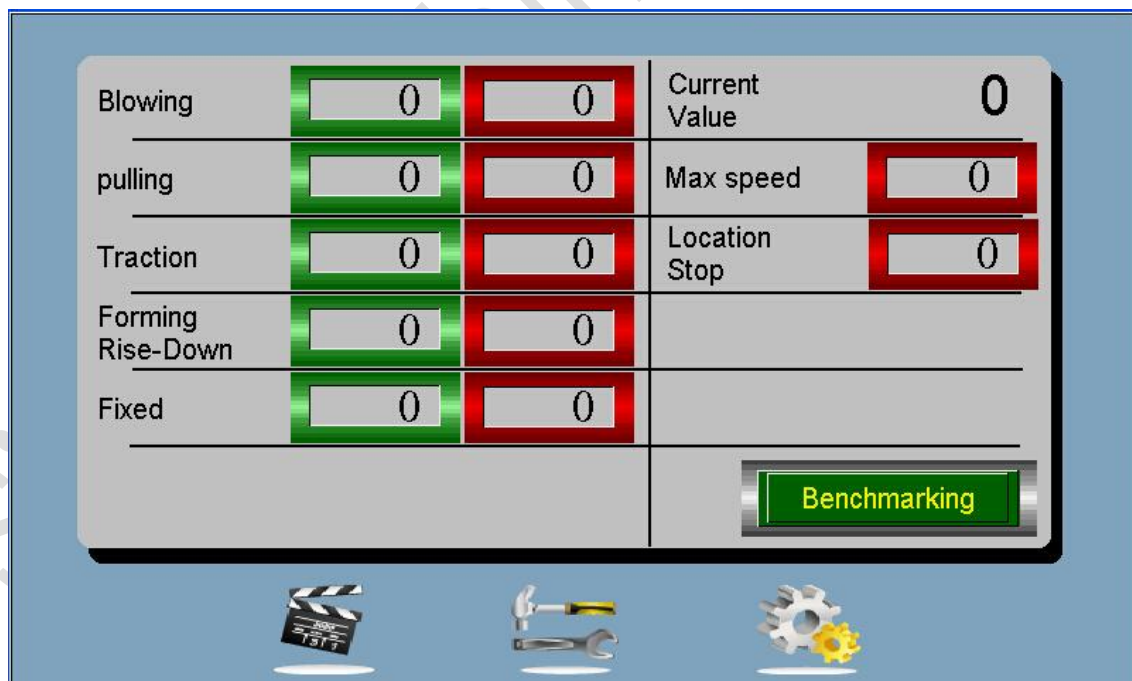 Blowing 0 0
Current
Value 0
pulling 0 0
Max speed 0
Traction 0 0
Location
Stop 0
Forming
Rise-Down 0 0
Fixed 0 0
Benchmarking